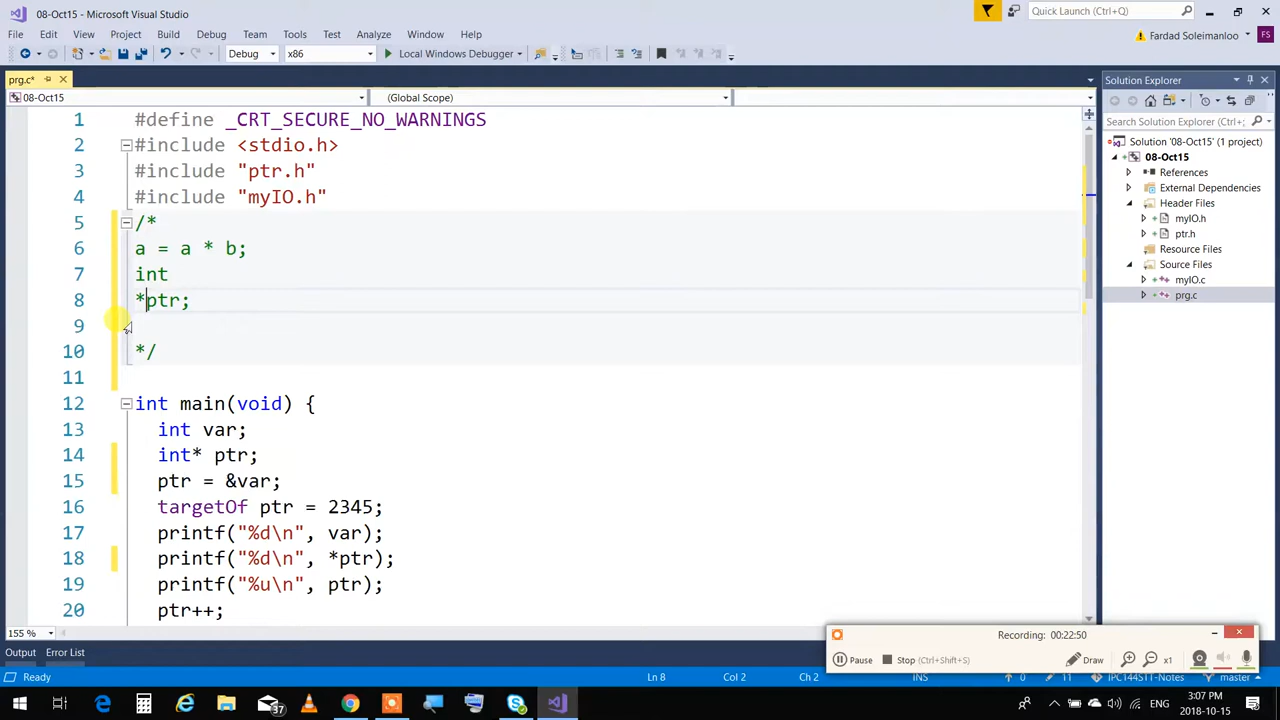 08-Oct15 - Microsoft Visual Studio
Quick Launch (Ctrl+Q)
File Edit View Project Build Debug Team Tools Test Analyze Window Help
Fardad Soleimanloo FS
Debug x86 Local Windows Debugger
prg.c*
08-Oct15 (Global Scope)
1 #define _CRT_SECURE_NO_WARNINGS
2 #include <stdio.h>
3 #include "ptr.h"
4 #include "myIO.h"
5 /*
6 a = a * b;
7 int
8 *ptr;
9
10 */
11
12 int main(void) {
13 int var;
14 int* ptr;
15 ptr = &var;
16 targetOf ptr = 2345;
17 printf("%d\n", var);
18 printf("%d\n", *ptr);
19 printf("%u\n", ptr);
20 ptr++;
155 %
Solution Explorer
Search Solution Explorer (Ctrl+;)
Solution '08-Oct15' (1 project)
08-Oct15
References
External Dependencies
Header Files
myIO.h
ptr.h
Resource Files
Source Files
myIO.c
prg.c
Recording: 00:22:50
Pause Stop (Ctrl+Shift+S) Draw x1
Output Error List
Ready Ln 8 Col 2 Ch 2 INS 0 11 IPC144STT-Notes master
37
ENG 3:07 PM
2018-10-15